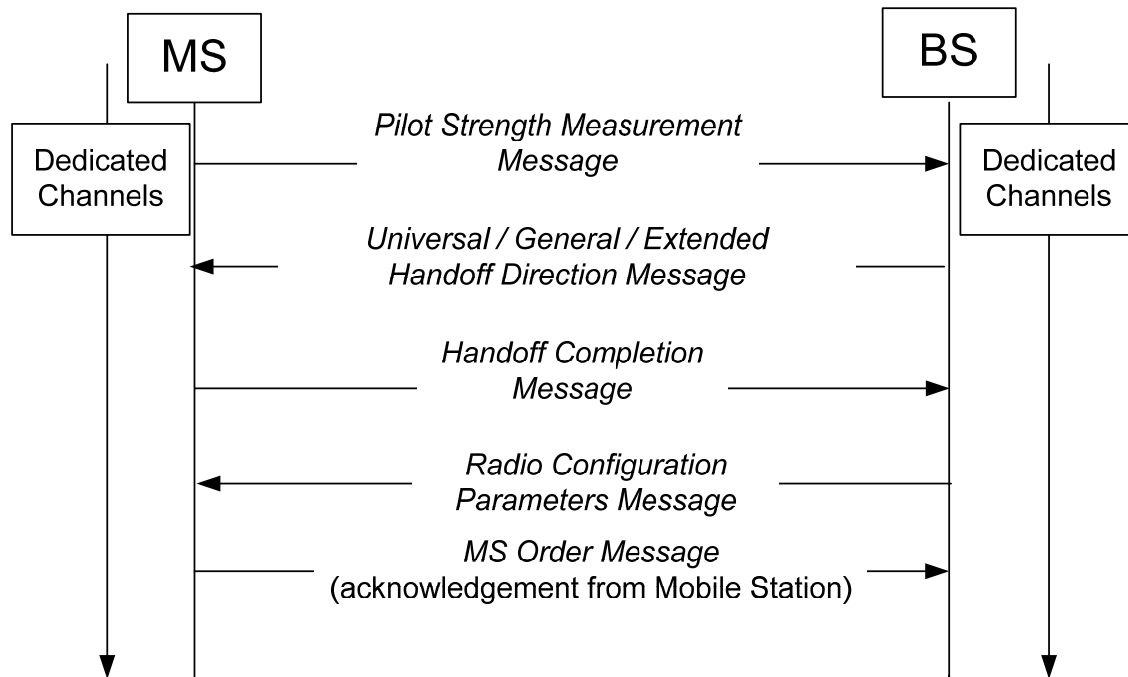 MS
BS
Pilot Strength Measurement
Message
Dedicated
Channels
Dedicated
Channels
Universal / General / Extended
Handoff Direction Message
Handoff Completion
Message
Radio Configuration
Parameters Message
MS Order Message
(acknowledgement from Mobile Station)